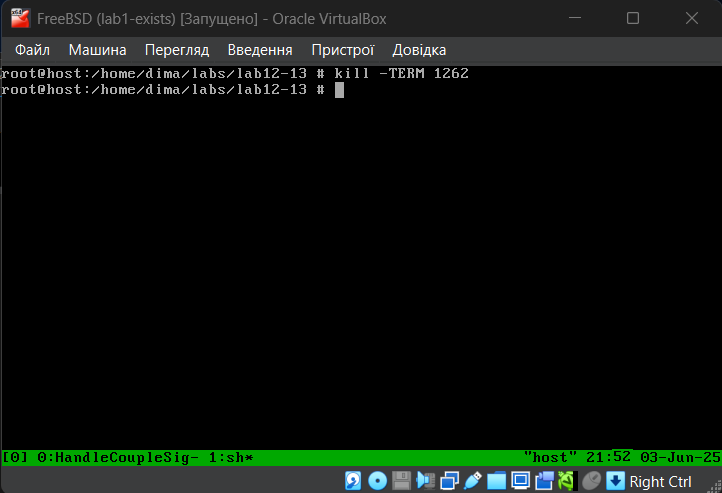 FreeBSD (lab1-exists) [Запущено] - Oracle VirtualBox
Файл Машина Перегляд Введення Пристрої Довідка
root@host:/home/dima/labs/lab12-13 # kill -TERM 1262
root@host:/home/dima/labs/lab12-13 #
[0] 0:HandleCoupleSig- 1:sh* "host" 21:52 03-Jun-25
Right Ctrl